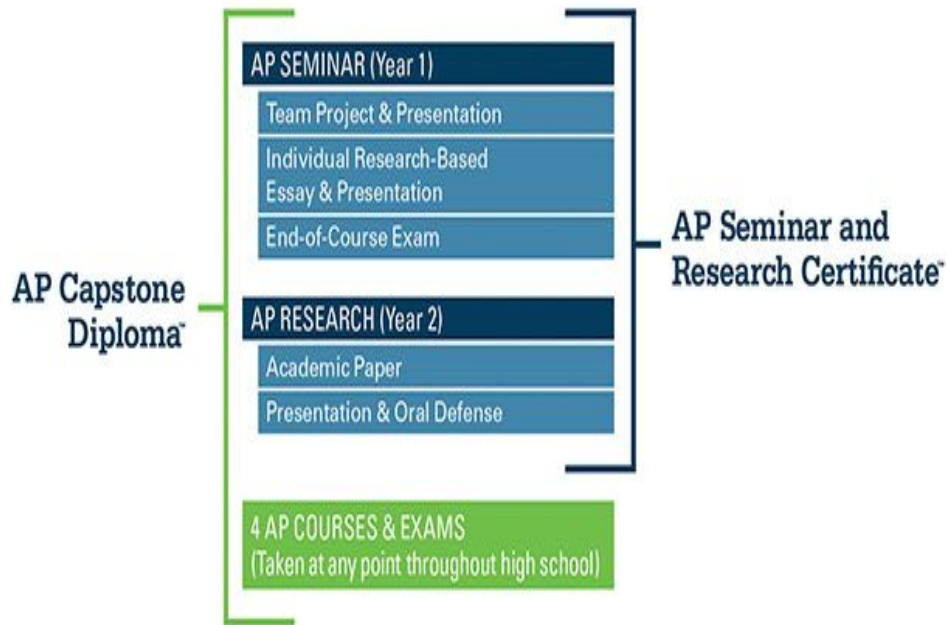 AP SEMINAR (Year 1)
Team Project & Presentation
Individual Research-Based
Essay & Presentation
End-of-Course Exam
AP Seminar and
Research Certificate™
AP Capstone
Diploma™
AP RESEARCH (Year 2)
Academic Paper
Presentation & Oral Defense
4 AP COURSES & EXAMS
(Taken at any point throughout high school)